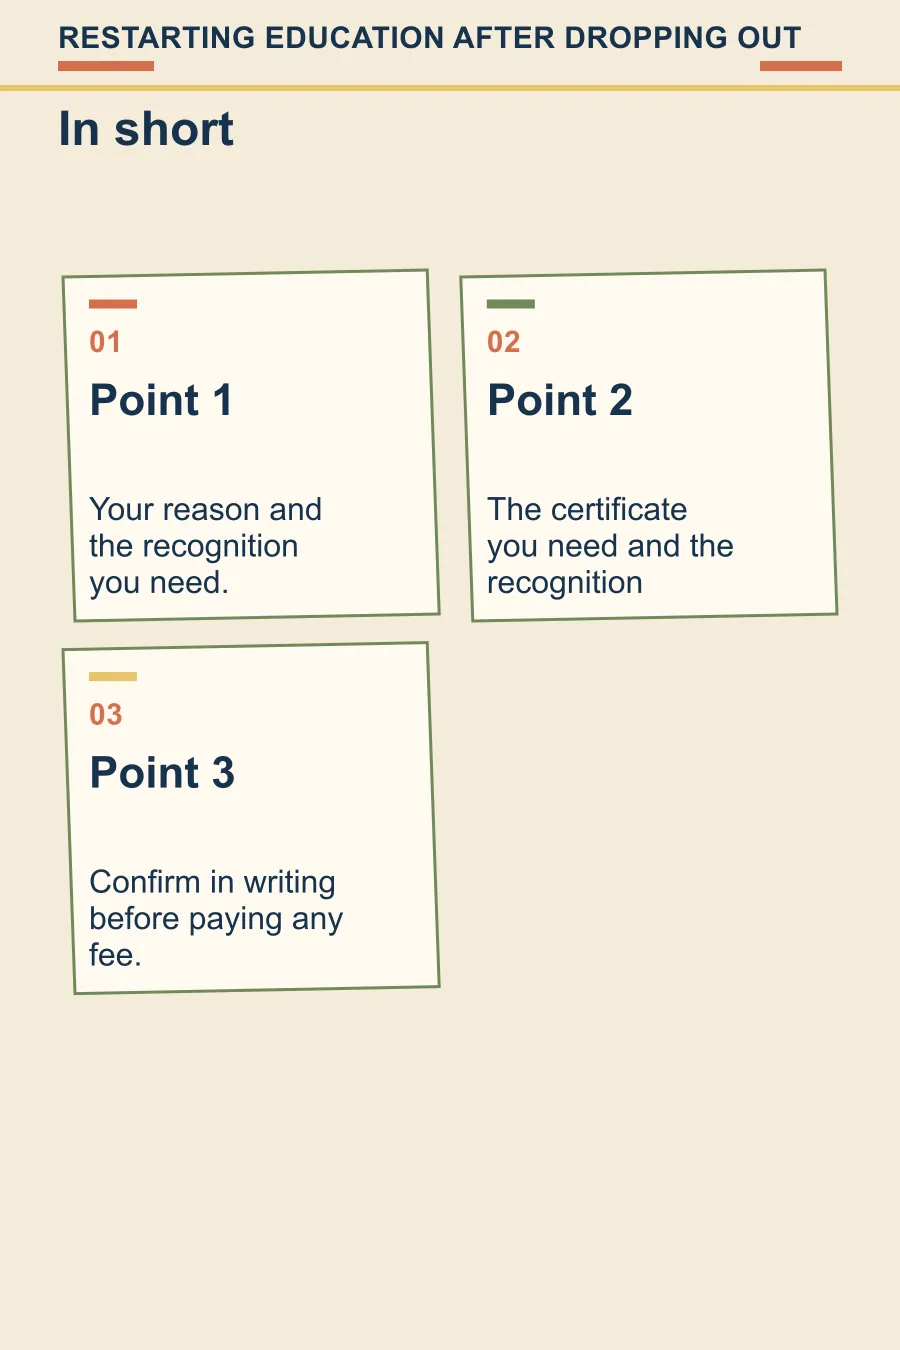 RESTARTING EDUCATION AFTER DROPPING OUT
In short
01
Point 1
Your reason and
the recognition
you need.
02
Point 2
The certificate
you need and the
recognition
03
Point 3
Confirm in writing
before paying any
fee.